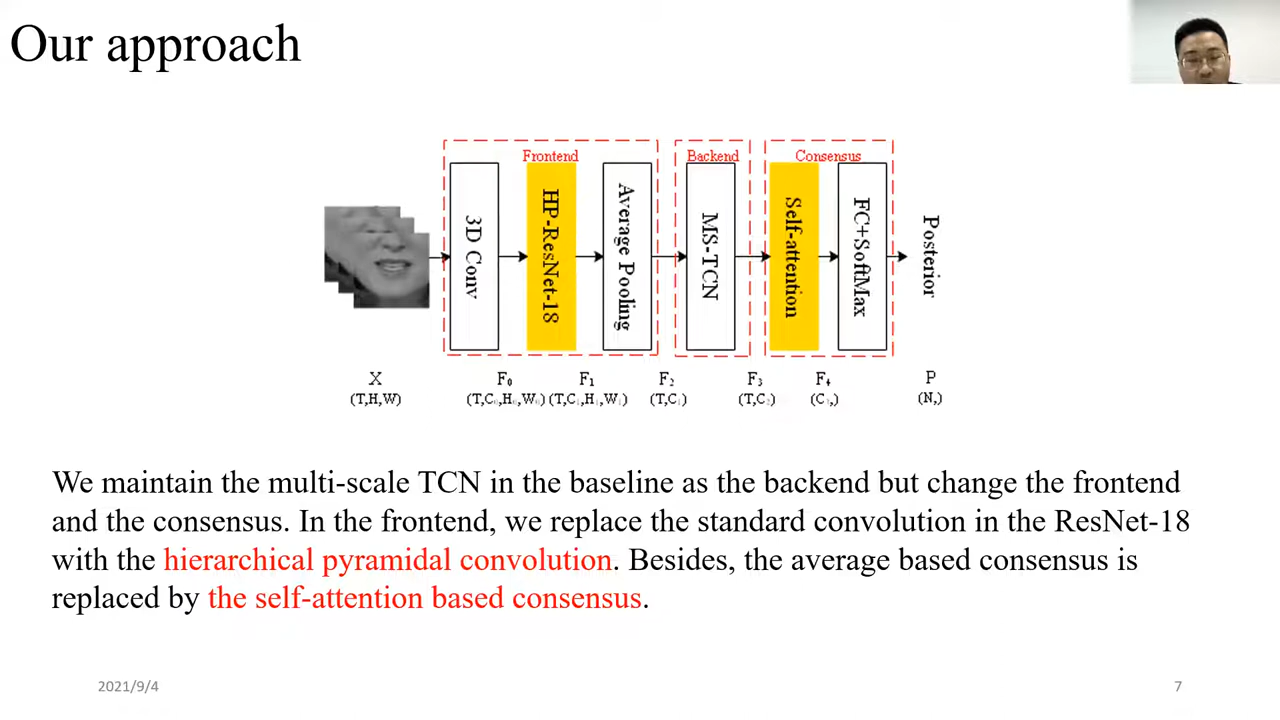 Our approach
Frontend
Backend
Consensus
3D Conv
HP-ResNet-18
Average Pooling
MS-TCN
Self-attention
FC+SoftMax
Posterior
X
F₀
F₁
F₂
F₃
F₄
P
(T,H,W)
(T,C₀,H₀,W₀)
(T,C₁,H₁,W₁)
(T,C₁)
(T,C₂)
(N,)
We maintain the multi-scale TCN in the baseline as the backend but change the frontend
and the consensus. In the frontend, we replace the standard convolution in the ResNet-18
with the hierarchical pyramidal convolution. Besides, the average based consensus is
replaced by the self-attention based consensus.
2021/9/4
7